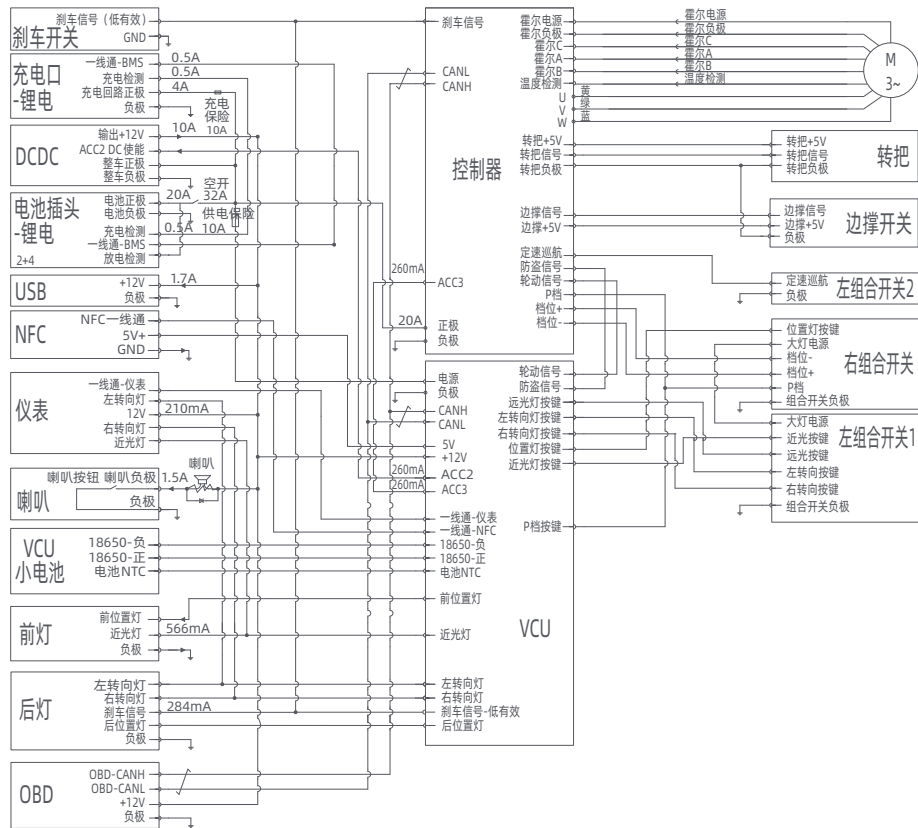 刹车信号（低有效）
GND
刹车开关
一线通-BMS
0.5A
充电检测
0.5A
充电回路正极
4A
负极
充电口
-锂电
充电
保险
10A
输出+12V
10A
ACC2 DC使能
整车正极
整车负极
DCDC
空开
32A
电池正极
20A
电池负极
供电保险
充电检测
0.5A
10A
一线通-BMS
放电检测
电池插头
-锂电
2+4
USB
+12V
1.7A
负极
NFC
NFC一线通
5V+
GND
仪表
一线通-仪表
左转向灯
12V
210mA
右转向灯
近光灯
喇叭
喇叭按钮
喇叭负极
1.5A
喇叭
负极
VCU
小电池
18650-负
18650-正
电池NTC
前灯
前位置灯
近光灯
566mA
负极
后灯
左转向灯
右转向灯
刹车信号
284mA
后位置灯
负极
OBD
OBD-CANH
OBD-CANL
+12V
负极
控制器
刹车信号
CANL
CANH
260mA
ACC3
20A
正极
负极
霍尔电源
霍尔负极
霍尔C
霍尔A
霍尔B
温度检测
U
V
W
转把+5V
转把信号
转把负极
边撑信号
边撑+5V
定速巡航
防盗信号
轮动信号
P档
档位+
档位-
VCU
电源
负极
CANH
CANL
5V
+12V
260mA
ACC2
260mA
ACC3
一线通-仪表
一线通-NFC
18650-负
18650-正
电池NTC
前位置灯
近光灯
左转向灯
右转向灯
刹车信号-低有效
后位置灯
轮动信号
防盗信号
远光灯按键
左转向灯按键
右转向灯按键
位置灯按键
近光灯按键
P档按键
霍尔电源
霍尔负极
霍尔C
霍尔A
霍尔B
温度检测
黄
绿
蓝
M
3~
转把+5V
转把信号
转把负极
转把
边撑信号
边撑+5V
负极
边撑开关
定速巡航
负极
左组合开关2
位置灯按键
大灯电源
档位-
档位+
P档
组合开关负极
右组合开关
大灯电源
近光按键
远光按键
左转向按键
右转向按键
组合开关负极
左组合开关1